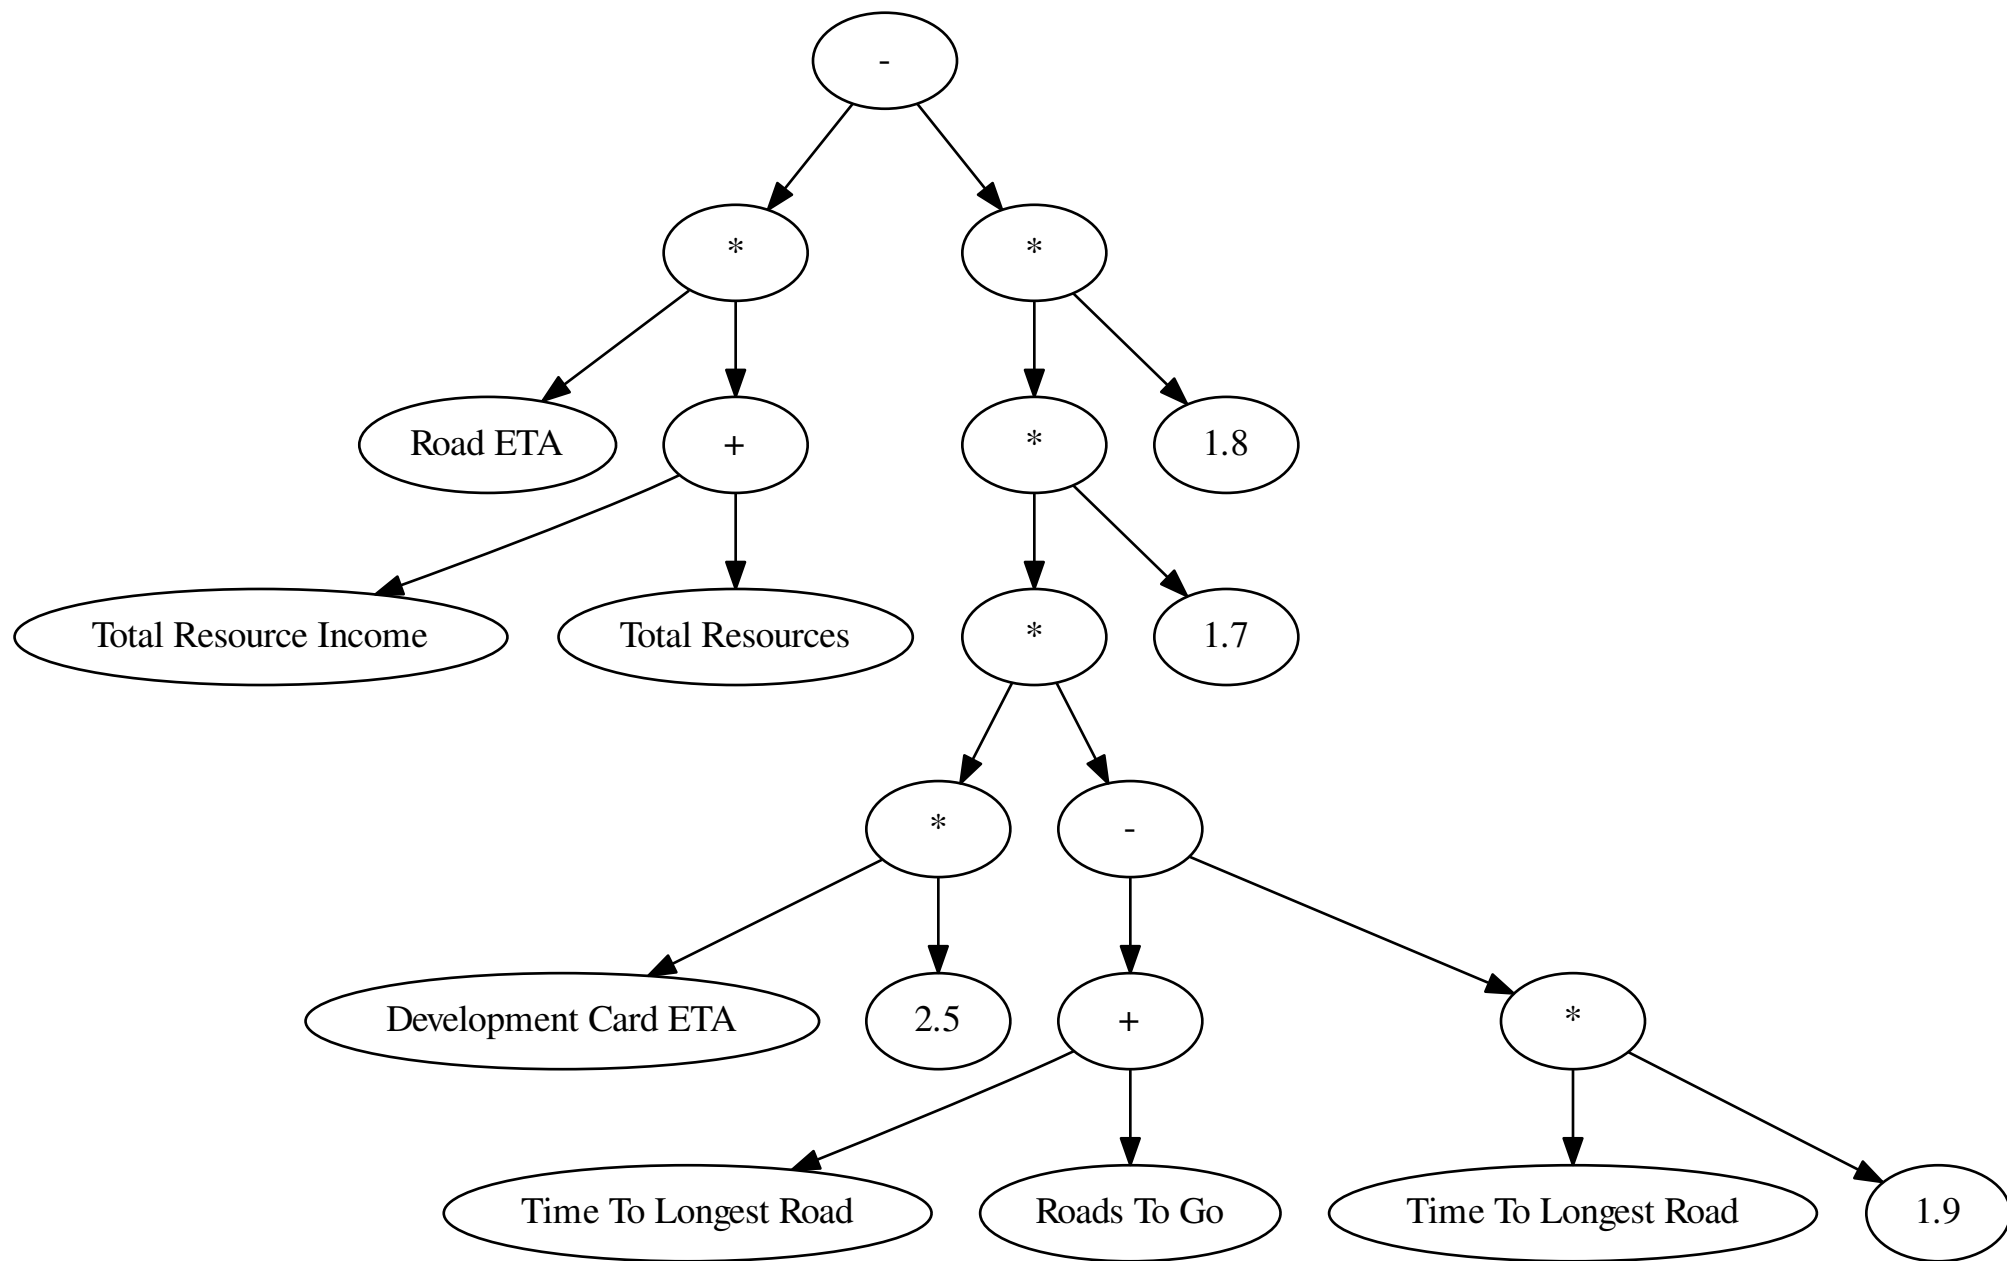 -
*
*
Road ETA
+
*
1.8
Total Resource Income
Total Resources
*
1.7
*
-
Development Card ETA
2.5
+
*
Time To Longest Road
Roads To Go
Time To Longest Road
1.9